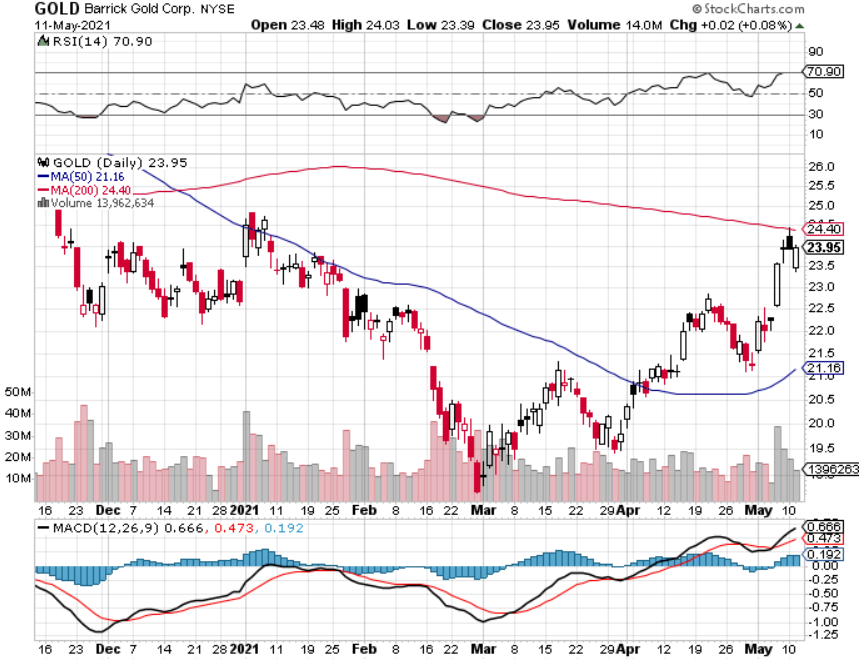 GOLD Barrick Gold Corp. NYSE
© StockCharts.com
11-May-2021
Open 23.48 High 24.03 Low 23.39 Close 23.95 Volume 14.0M Chg +0.02 (+0.08%)
RSI(14) 70.90
90
70.90
50
30
10
GOLD (Daily) 23.95
MA(50) 21.16
MA(200) 24.40
Volume 13,962,634
26.0
25.5
25.0
24.5
24.40
23.95
23.5
23.0
22.5
22.0
21.5
21.16
21.0
20.5
20.0
19.5
1396263
50M
40M
30M
20M
10M
16 23 Dec 7 14 21 28 2021 11 19 25 Feb 8 16 22 Mar 8 15 22 29 Apr 12 19 26 May 10
MACD(12,26,9) 0.666, 0.473, 0.192
0.666
0.473
0.192
0.00
-0.25
-0.50
-0.75
-1.00
-1.25
16 23 Dec 7 14 21 28 2021 11 19 25 Feb 8 16 22 Mar 8 15 22 29 Apr 12 19 26 May 10